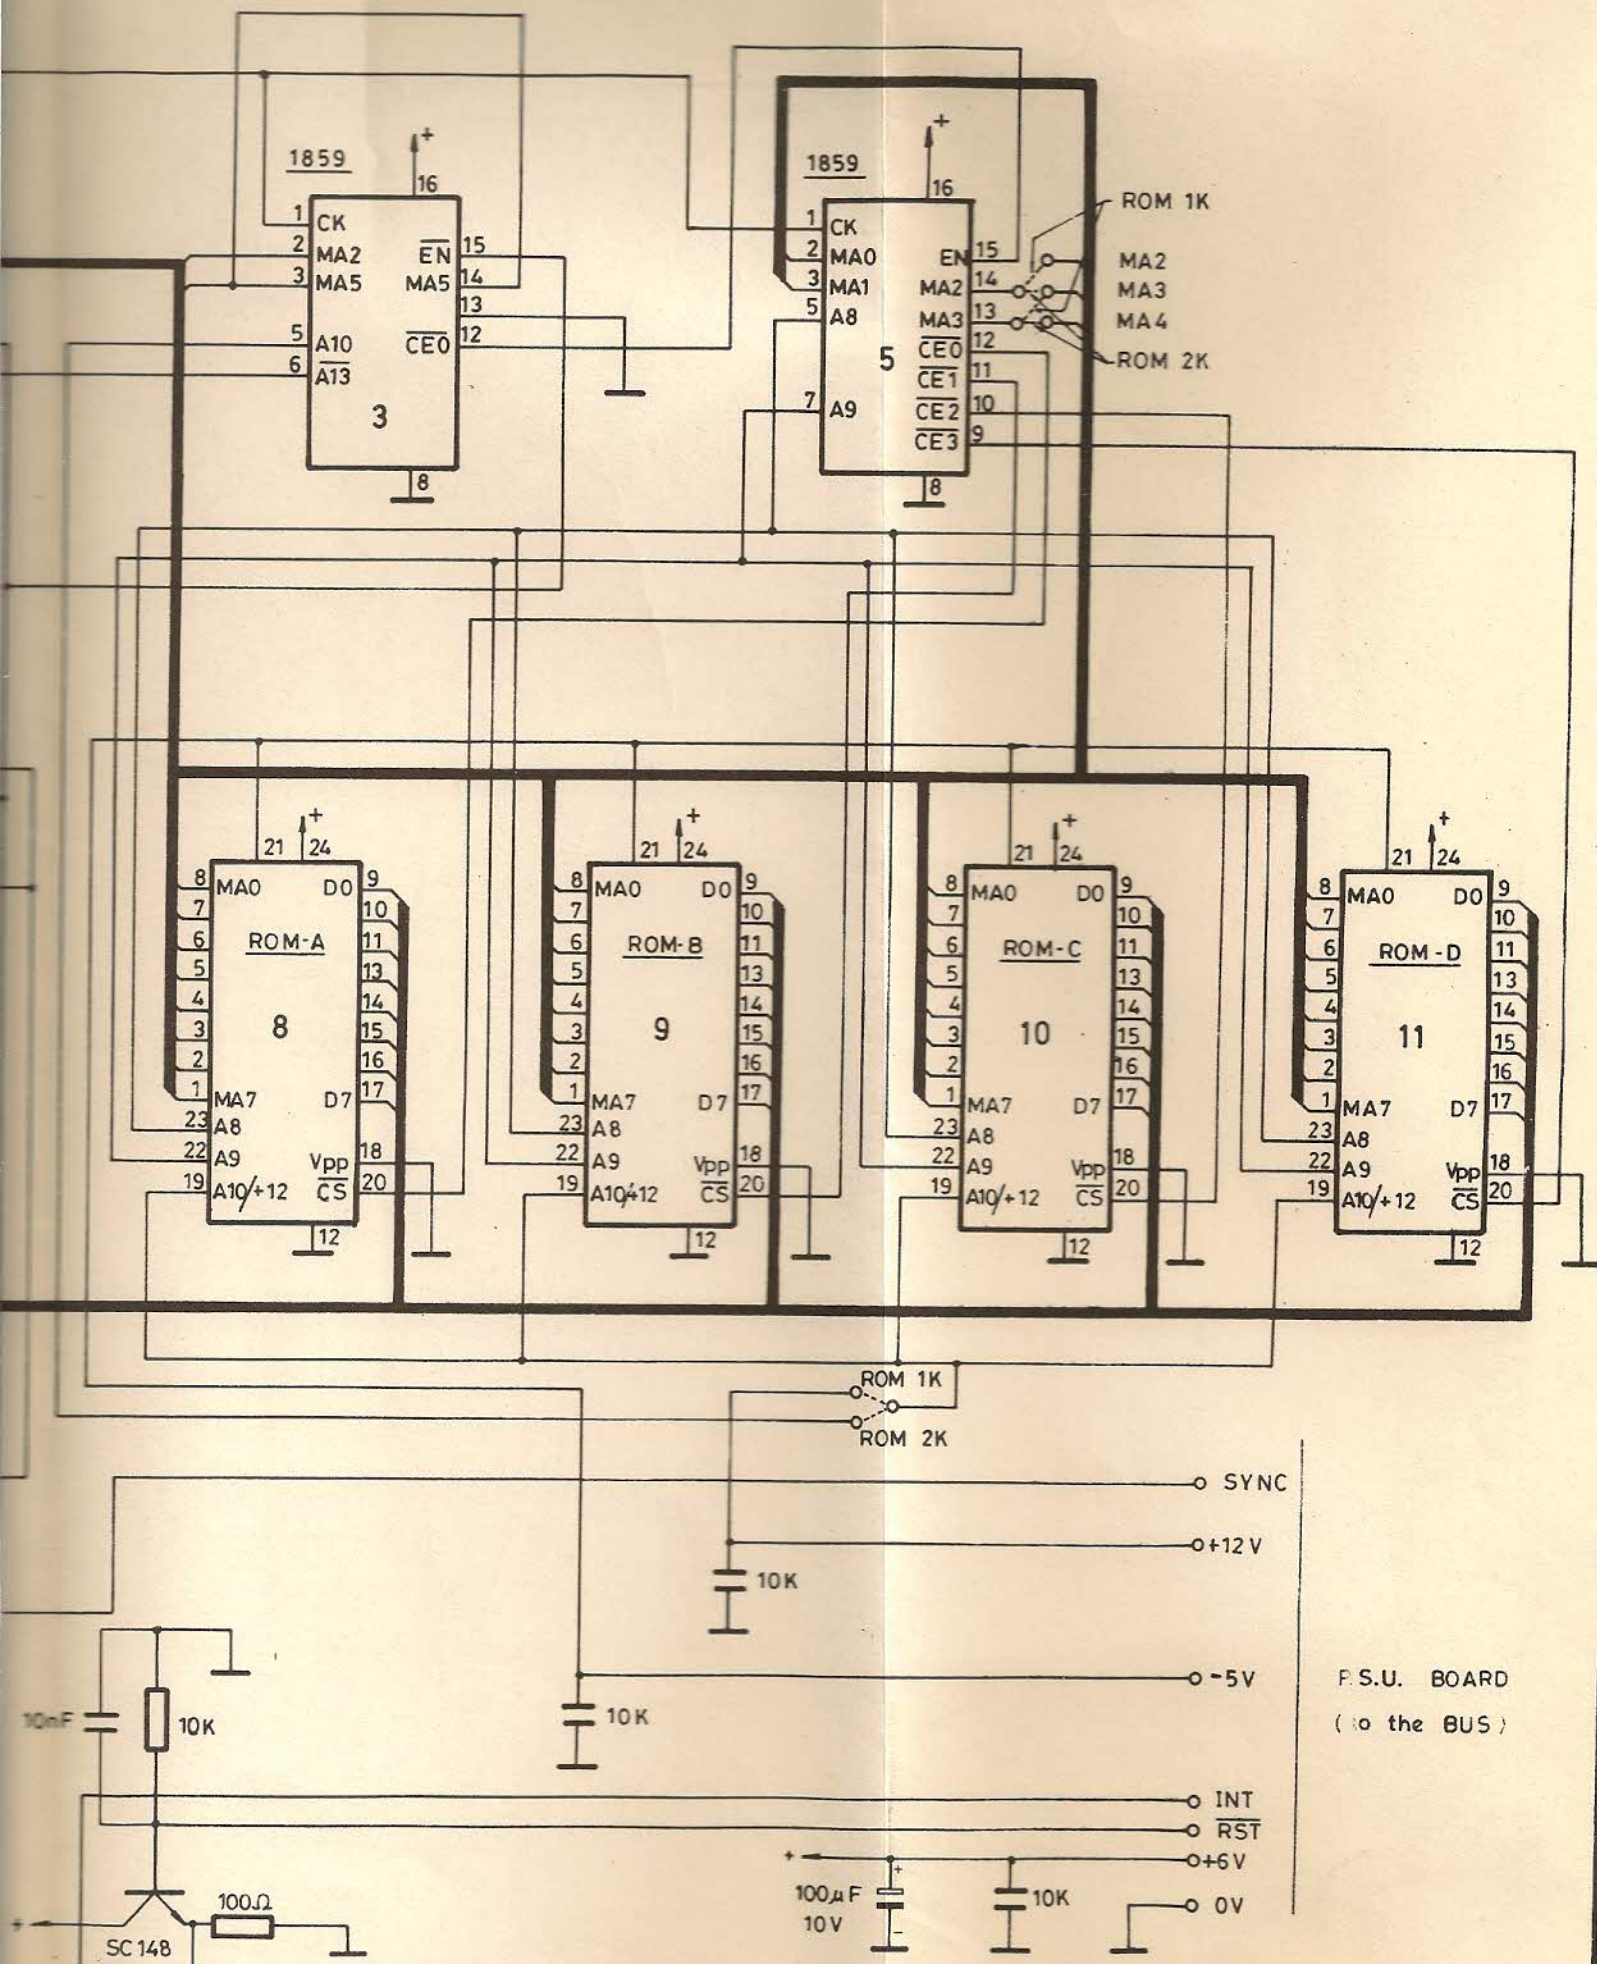 1859
+
16
1 CK
2 MA2 EN 15
3 MA5 MA5 14
13
5 A10 CE0 12
6 A13
3
8
1859
+
16
1 CK
2 MA0 EN 15
3 MA1 MA2 14
5 A8 MA3 13
CE0 12
5
CE1 11
7 A9 CE2 10
CE3 9
8
ROM 1K
MA2
MA3
MA4
ROM 2K
+
21 24
8 MA0 D0 9
7 10
6 ROM-A 11
5 13
4 14
3 8 15
2 16
1 MA7 D7 17
23 A8
22 A9 Vpp 18
19 A10/+12 CS 20
12
+
21 24
8 MA0 D0 9
7 10
6 ROM-B 11
5 13
4 14
3 9 15
2 16
1 MA7 D7 17
23 A8
22 A9 Vpp 18
19 A10/+12 CS 20
12
+
21 24
8 MA0 D0 9
7 10
6 ROM-C 11
5 13
4 14
3 10 15
2 16
1 MA7 D7 17
23 A8
22 A9 Vpp 18
19 A10/+12 CS 20
12
+
21 24
8 MA0 D0 9
7 10
6 ROM-D 11
5 13
4 14
3 11 15
2 16
1 MA7 D7 17
23 A8
22 A9 Vpp 18
19 A10/+12 CS 20
12
ROM 1K
ROM 2K
SYNC
+12V
10K
-5V
10K
P.S.U. BOARD
(to the BUS)
10nF
10K
INT
RST
+ +6V
+
100µF
10V
-
10K
0V
100Ω
+
SC 148